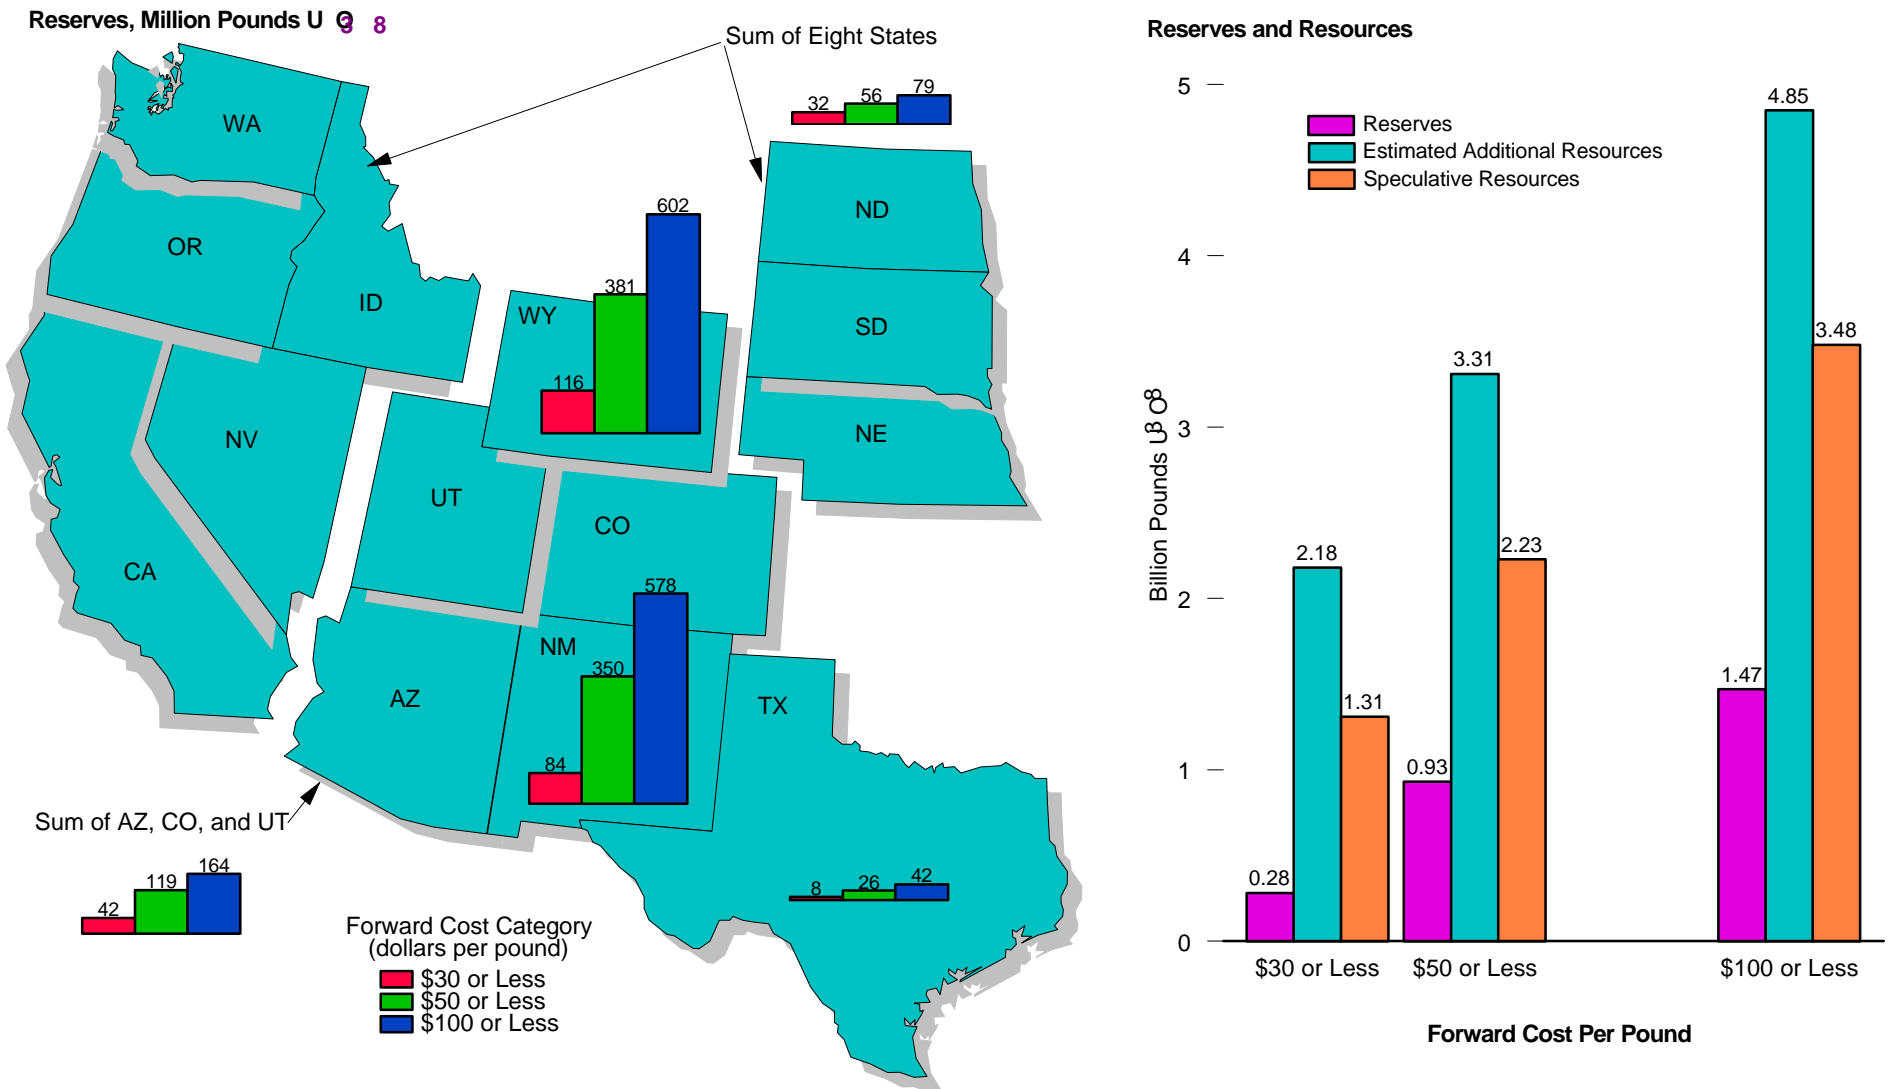 Reserves, Million Pounds U3O8
Sum of Eight States
32 56 79
WA
OR
ID
ND
SD
NE
WY
116 381 602
NV
UT
CO
CA
AZ
NM
84 350 578
TX
8 26 42
Sum of AZ, CO, and UT
42 119 164
Forward Cost Category
(dollars per pound)
$30 or Less
$50 or Less
$100 or Less
Reserves and Resources
Reserves
Estimated Additional Resources
Speculative Resources
Billion Pounds U3O8
5
4
3
2
1
0
0.28 2.18 1.31
0.93 3.31 2.23
1.47 4.85 3.48
$30 or Less $50 or Less $100 or Less
Forward Cost Per Pound